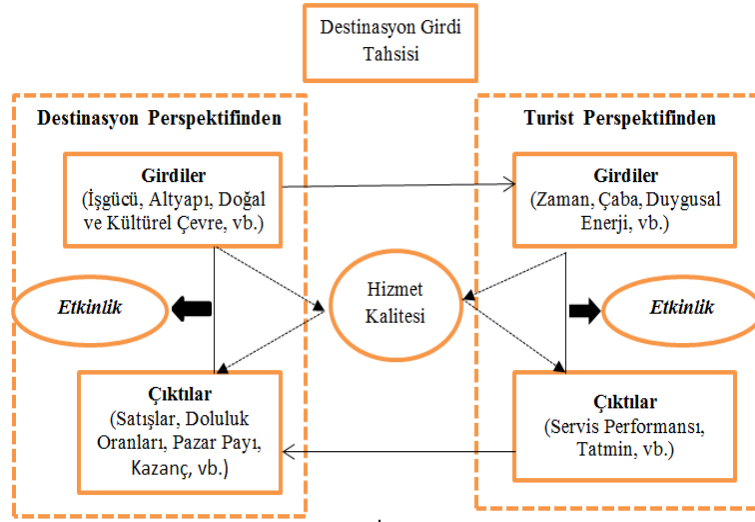 Destinasyon Girdi
Tahsisi
Destinasyon Perspektifinden
Girdiler
(İşgücü, Altyapı, Doğal
ve Kültürel Çevre, vb.)
Etkinlik
Çıktılar
(Satışlar, Doluluk
Oranları, Pazar Payı,
Kazanç, vb.)
Hizmet
Kalitesi
Turist Perspektifinden
Girdiler
(Zaman, Çaba, Duygusal
Enerji, vb.)
Etkinlik
Çıktılar
(Servis Performansı,
Tatmin, vb.)